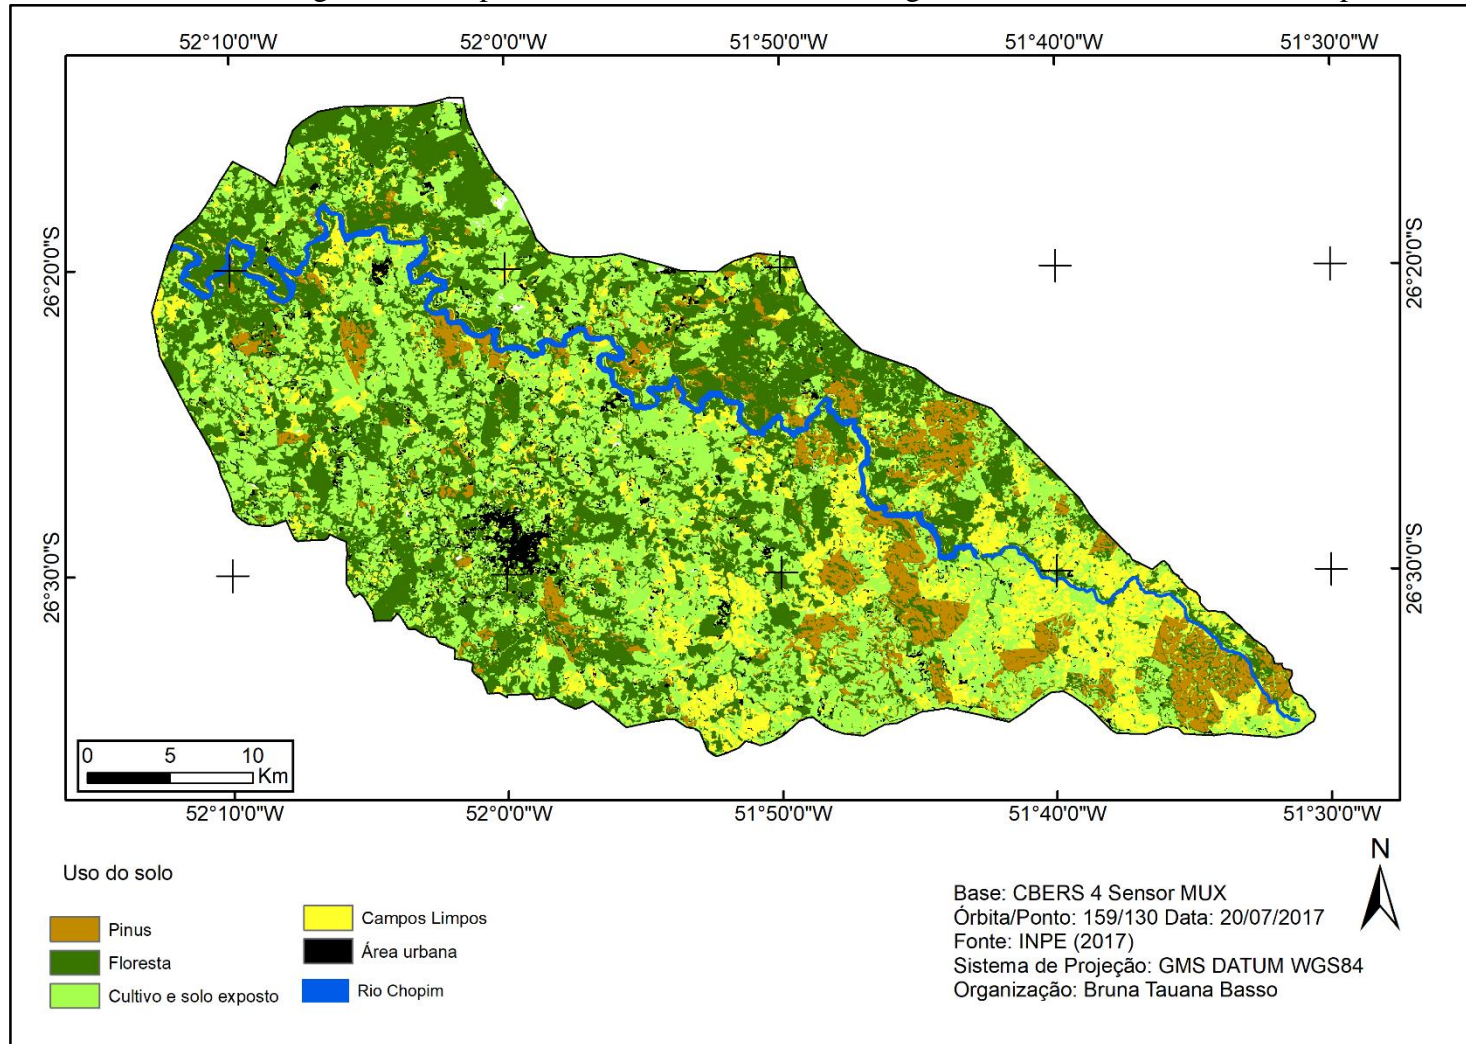 52°10'0"W 52°0'0"W 51°50'0"W 51°40'0"W 51°30'0"W
26°20'0"S 26°20'0"S
26°30'0"S 26°30'0"S
0 5 10
Km
52°10'0"W 52°0'0"W 51°50'0"W 51°40'0"W 51°30'0"W
N
Uso do solo
Pinus
Floresta
Cultivo e solo exposto
Campos Limpos
Área urbana
Rio Chopim
Base: CBERS 4 Sensor MUX
Órbita/Ponto: 159/130 Data: 20/07/2017
Fonte: INPE (2017)
Sistema de Projeção: GMS DATUM WGS84
Organização: Bruna Tauana Basso